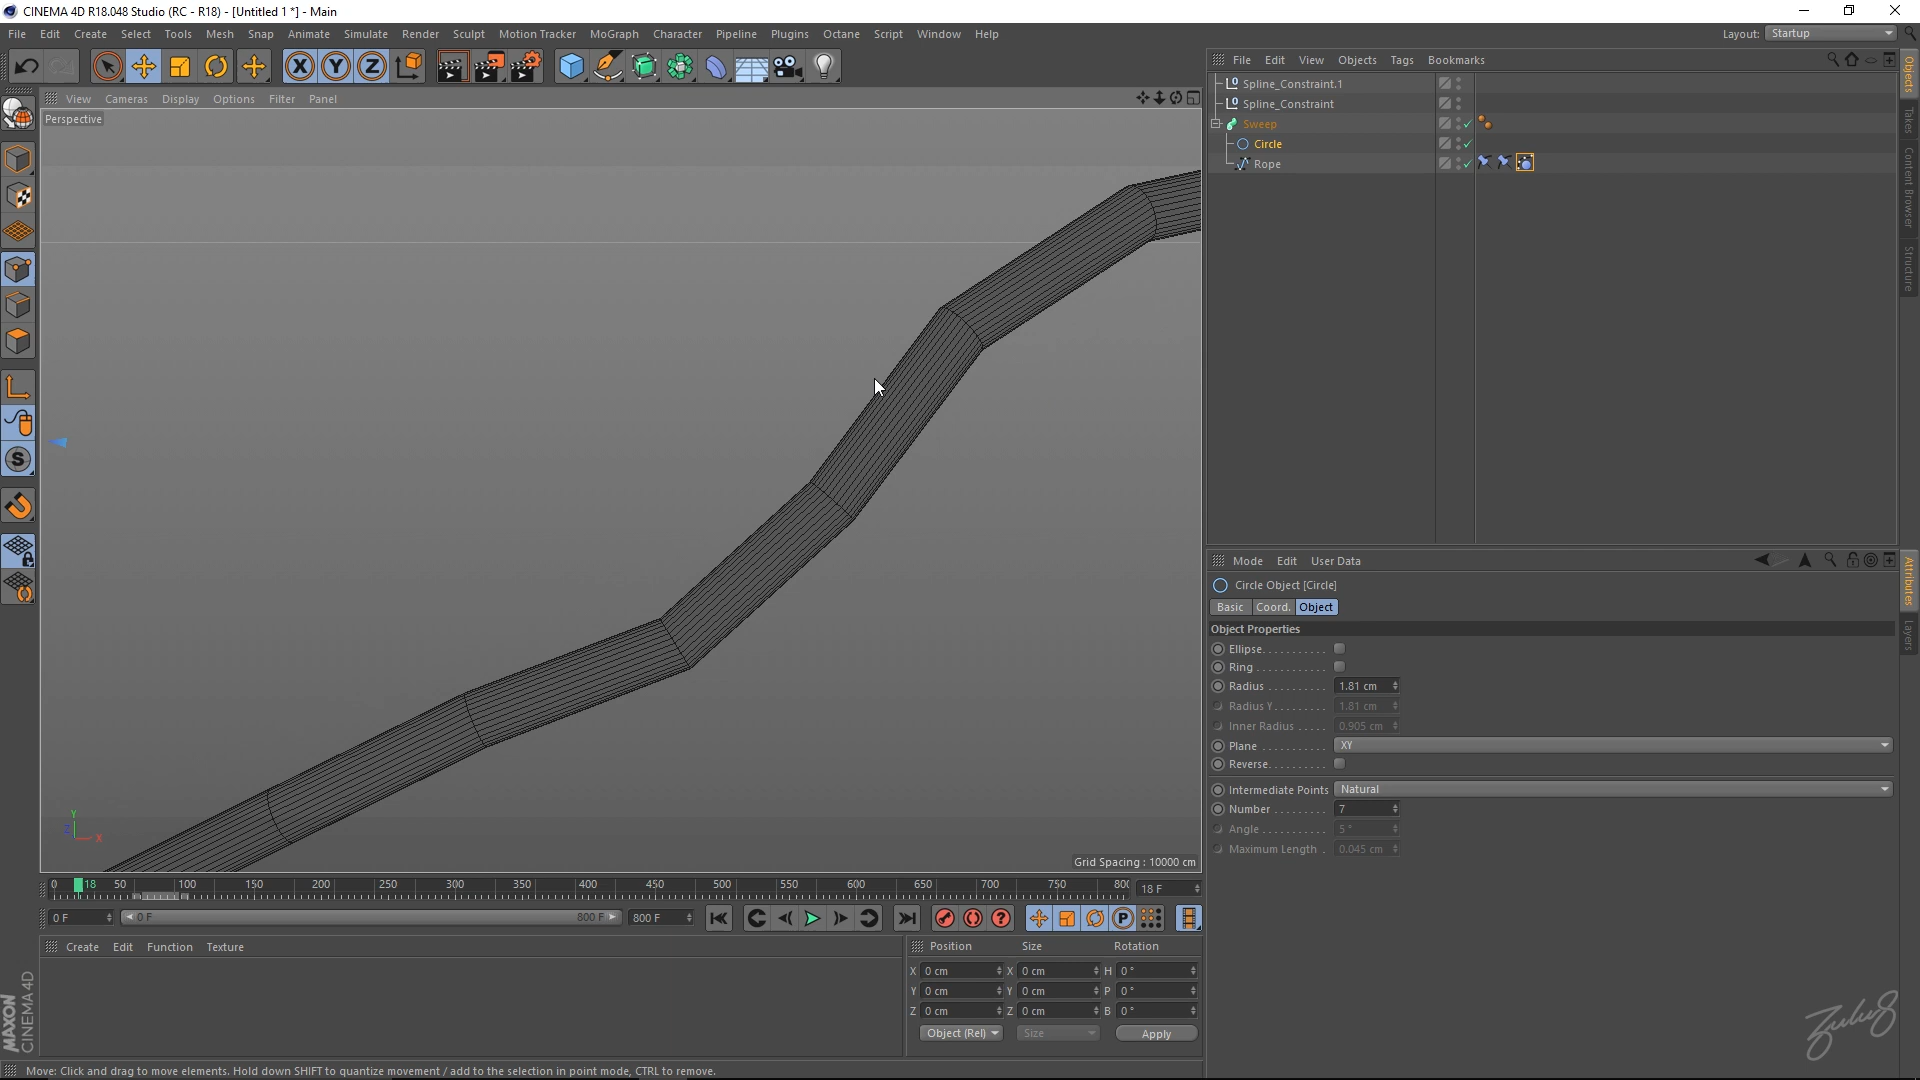 CINEMA 4D R18.048 Studio (RC - R18) - [Untitled 1 *] - Main
File Edit Create Select Tools Mesh Snap Animate Simulate Render Sculpt Motion Tracker MoGraph Character Pipeline Plugins Octane Script Window Help
Layout: Startup
X Y Z
File Edit View Objects Tags Bookmarks
View Cameras Display Options Filter Panel
Perspective
Spline_Constraint.1
Spline_Constraint
Sweep
Circle
Rope
Objects
Takes
Content Browser
Structure
Mode Edit User Data
Circle Object [Circle]
Basic Coord. Object
Object Properties
Ellipse. . . . . . . . . .
Ring . . . . . . . . . . .
Radius . . . . . . . . . 1.81 cm
Radius Y. . . . . . . . 1.81 cm
Inner Radius . . . . . 0.905 cm
Plane . . . . . . . . . . XY
Reverse. . . . . . . . .
Intermediate Points Natural
Number . . . . . . . . 7
Angle. . . . . . . . . . . 5 °
Maximum Length . 0.045 cm
Attributes
Layers
Y
Z X
Grid Spacing : 10000 cm
0 18 50 100 150 200 250 300 350 400 450 500 550 600 650 700 750 800 18 F
0 F 0 F 800 F 800 F
Create Edit Function Texture
Position Size Rotation
X 0 cm X 0 cm H 0 °
Y 0 cm Y 0 cm P 0 °
Z 0 cm Z 0 cm B 0 °
Object (Rel) Size Apply
MAXON
CINEMA 4D
Zulu8
Move: Click and drag to move elements. Hold down SHIFT to quantize movement / add to the selection in point mode, CTRL to remove.